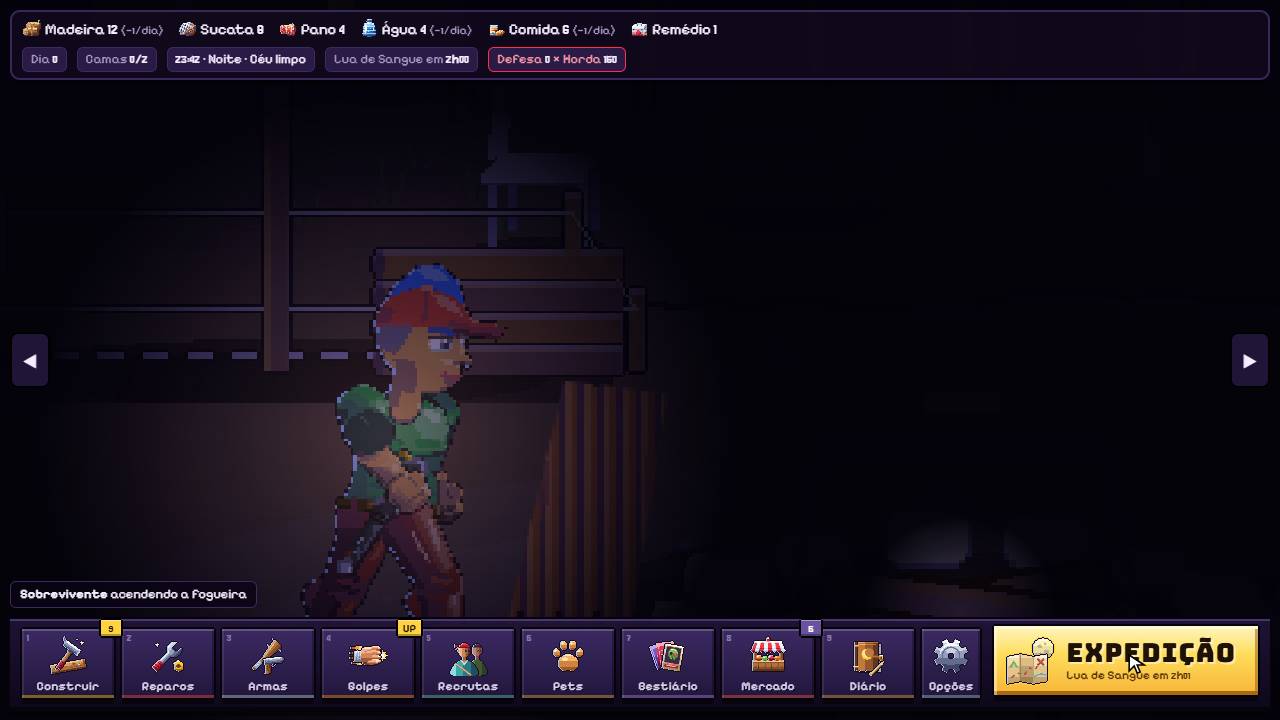 Madeira 12 (-1/dia) Sucata 8 Pano 4 Água 4 (-1/dia) Comida 6 (-1/dia) Remédio 1
Dia 0 Camas 0/2 23:42 · Noite · Céu limpo Lua de Sangue em 2h00 Defesa 0 × Horda 160
◀ ▶
Sobrevivente acendendo a fogueira
9 UP 6
1 2 3 4 5 6 7 8 9
Construir Reparos Armas Golpes Recrutas Pets Bestiário Mercado Diário Opções
EXPEDIÇÃO
Lua de Sangue em 2h01